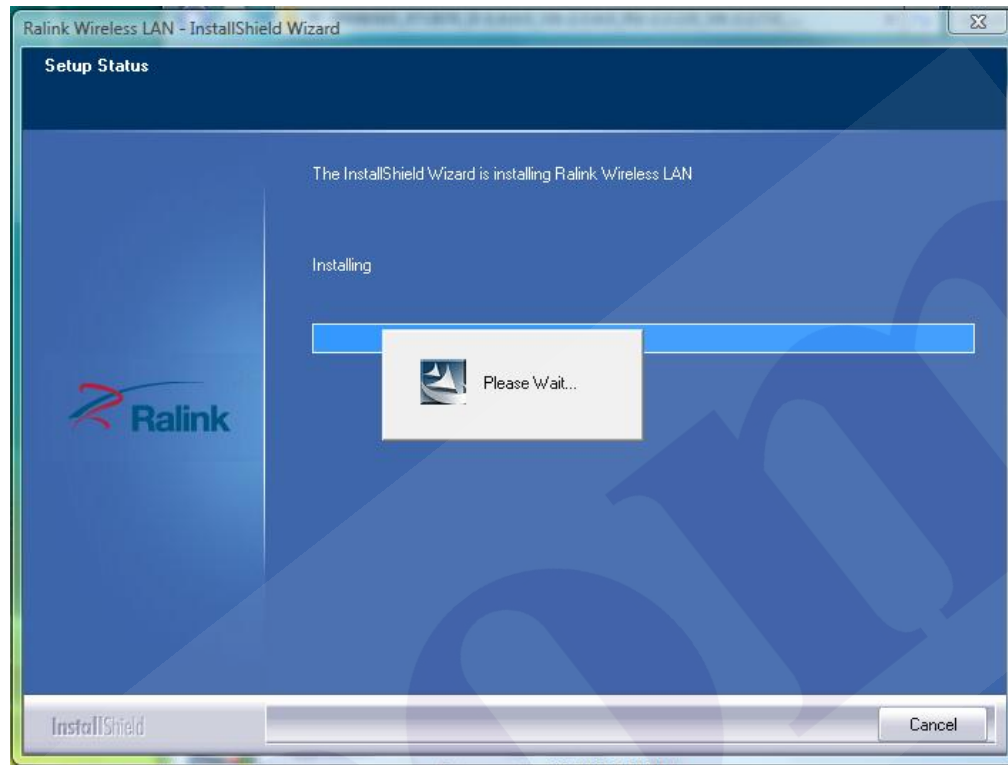 Ralink Wireless LAN - InstallShield Wizard
Setup Status
The InstallShield Wizard is installing Ralink Wireless LAN
Installing
Please Wait...
Ralink
InstallShield
Cancel